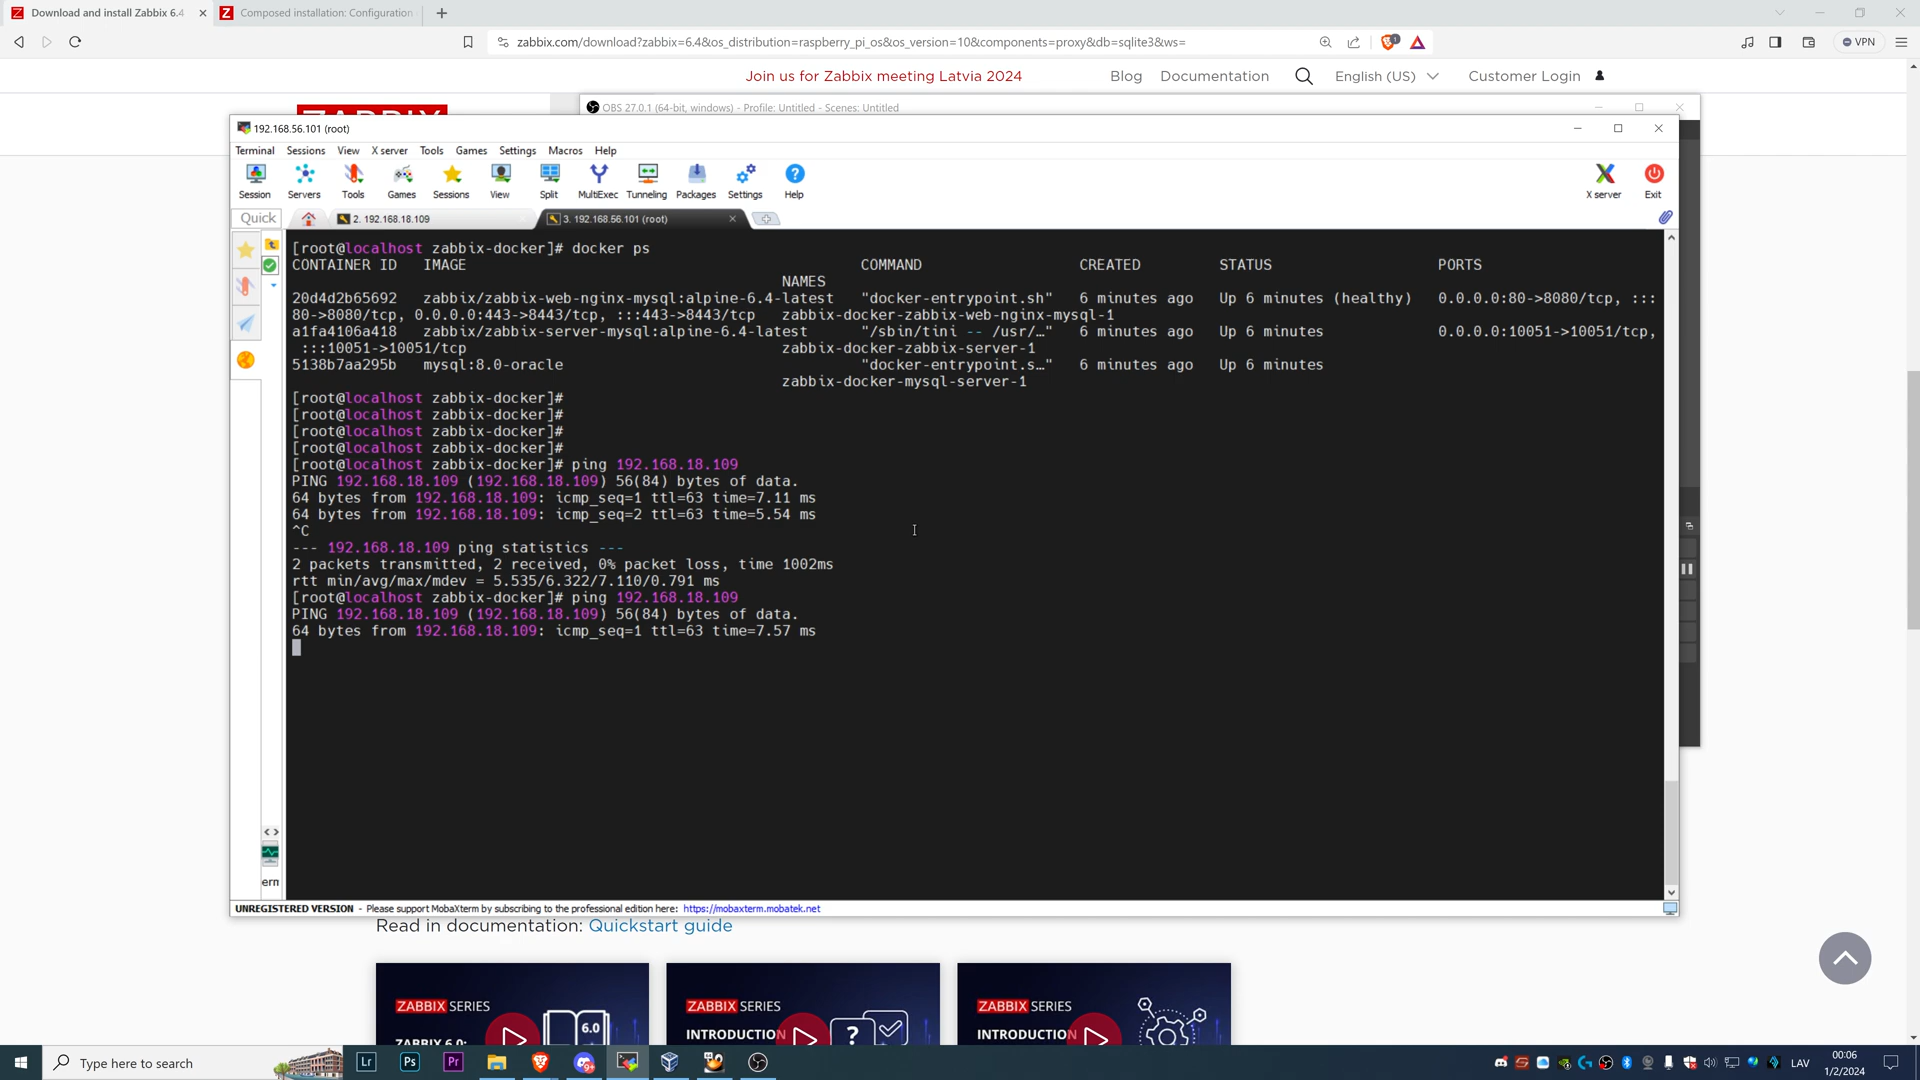 Download and install Zabbix 6.4
Composed installation: Configuration
zabbix.com/download?zabbix=6.4&os_distribution=raspberry_pi_os&os_version=10&components=proxy&db=sqlite3&ws=
VPN
Join us for Zabbix meeting Latvia 2024
Blog
Documentation
English (US)
Customer Login
ZABBIX
OBS 27.0.1 (64-bit, windows) - Profile: Untitled - Scenes: Untitled
192.168.56.101 (root)
Terminal Sessions View X server Tools Games Settings Macros Help
Session Servers Tools Games Sessions View Split MultiExec Tunneling Packages Settings Help
X server Exit
Quick
2. 192.168.18.109
3. 192.168.56.101 (root)
[root@localhost zabbix-docker]# docker ps
CONTAINER ID   IMAGE   COMMAND   CREATED   STATUS   PORTS
NAMES
20d4d2b65692   zabbix/zabbix-web-nginx-mysql:alpine-6.4-latest   "docker-entrypoint.sh"   6 minutes ago   Up 6 minutes (healthy)   0.0.0.0:80->8080/tcp, :::
80->8080/tcp, 0.0.0.0:443->8443/tcp, :::443->8443/tcp   zabbix-docker-zabbix-web-nginx-mysql-1
a1fa4106a418   zabbix/zabbix-server-mysql:alpine-6.4-latest   "/sbin/tini -- /usr/…"   6 minutes ago   Up 6 minutes   0.0.0.0:10051->10051/tcp,
:::10051->10051/tcp   zabbix-docker-zabbix-server-1
5138b7aa295b   mysql:8.0-oracle   "docker-entrypoint.s…"   6 minutes ago   Up 6 minutes
zabbix-docker-mysql-server-1
[root@localhost zabbix-docker]#
[root@localhost zabbix-docker]#
[root@localhost zabbix-docker]#
[root@localhost zabbix-docker]#
[root@localhost zabbix-docker]# ping 192.168.18.109
PING 192.168.18.109 (192.168.18.109) 56(84) bytes of data.
64 bytes from 192.168.18.109: icmp_seq=1 ttl=63 time=7.11 ms
64 bytes from 192.168.18.109: icmp_seq=2 ttl=63 time=5.54 ms
^C
--- 192.168.18.109 ping statistics ---
2 packets transmitted, 2 received, 0% packet loss, time 1002ms
rtt min/avg/max/mdev = 5.535/6.322/7.110/0.791 ms
[root@localhost zabbix-docker]# ping 192.168.18.109
PING 192.168.18.109 (192.168.18.109) 56(84) bytes of data.
64 bytes from 192.168.18.109: icmp_seq=1 ttl=63 time=7.57 ms
UNREGISTERED VERSION - Please support MobaXterm by subscribing to the professional edition here: https://mobaxterm.mobatek.net
Read in documentation: Quickstart guide
ZABBIX SERIES
ZABBIX 6.0:
6.0
ZABBIX SERIES
INTRODUCTION
?
ZABBIX SERIES
INTRODUCTION
Type here to search
Lr
Ps
Pr
LAV
00:06
1/2/2024